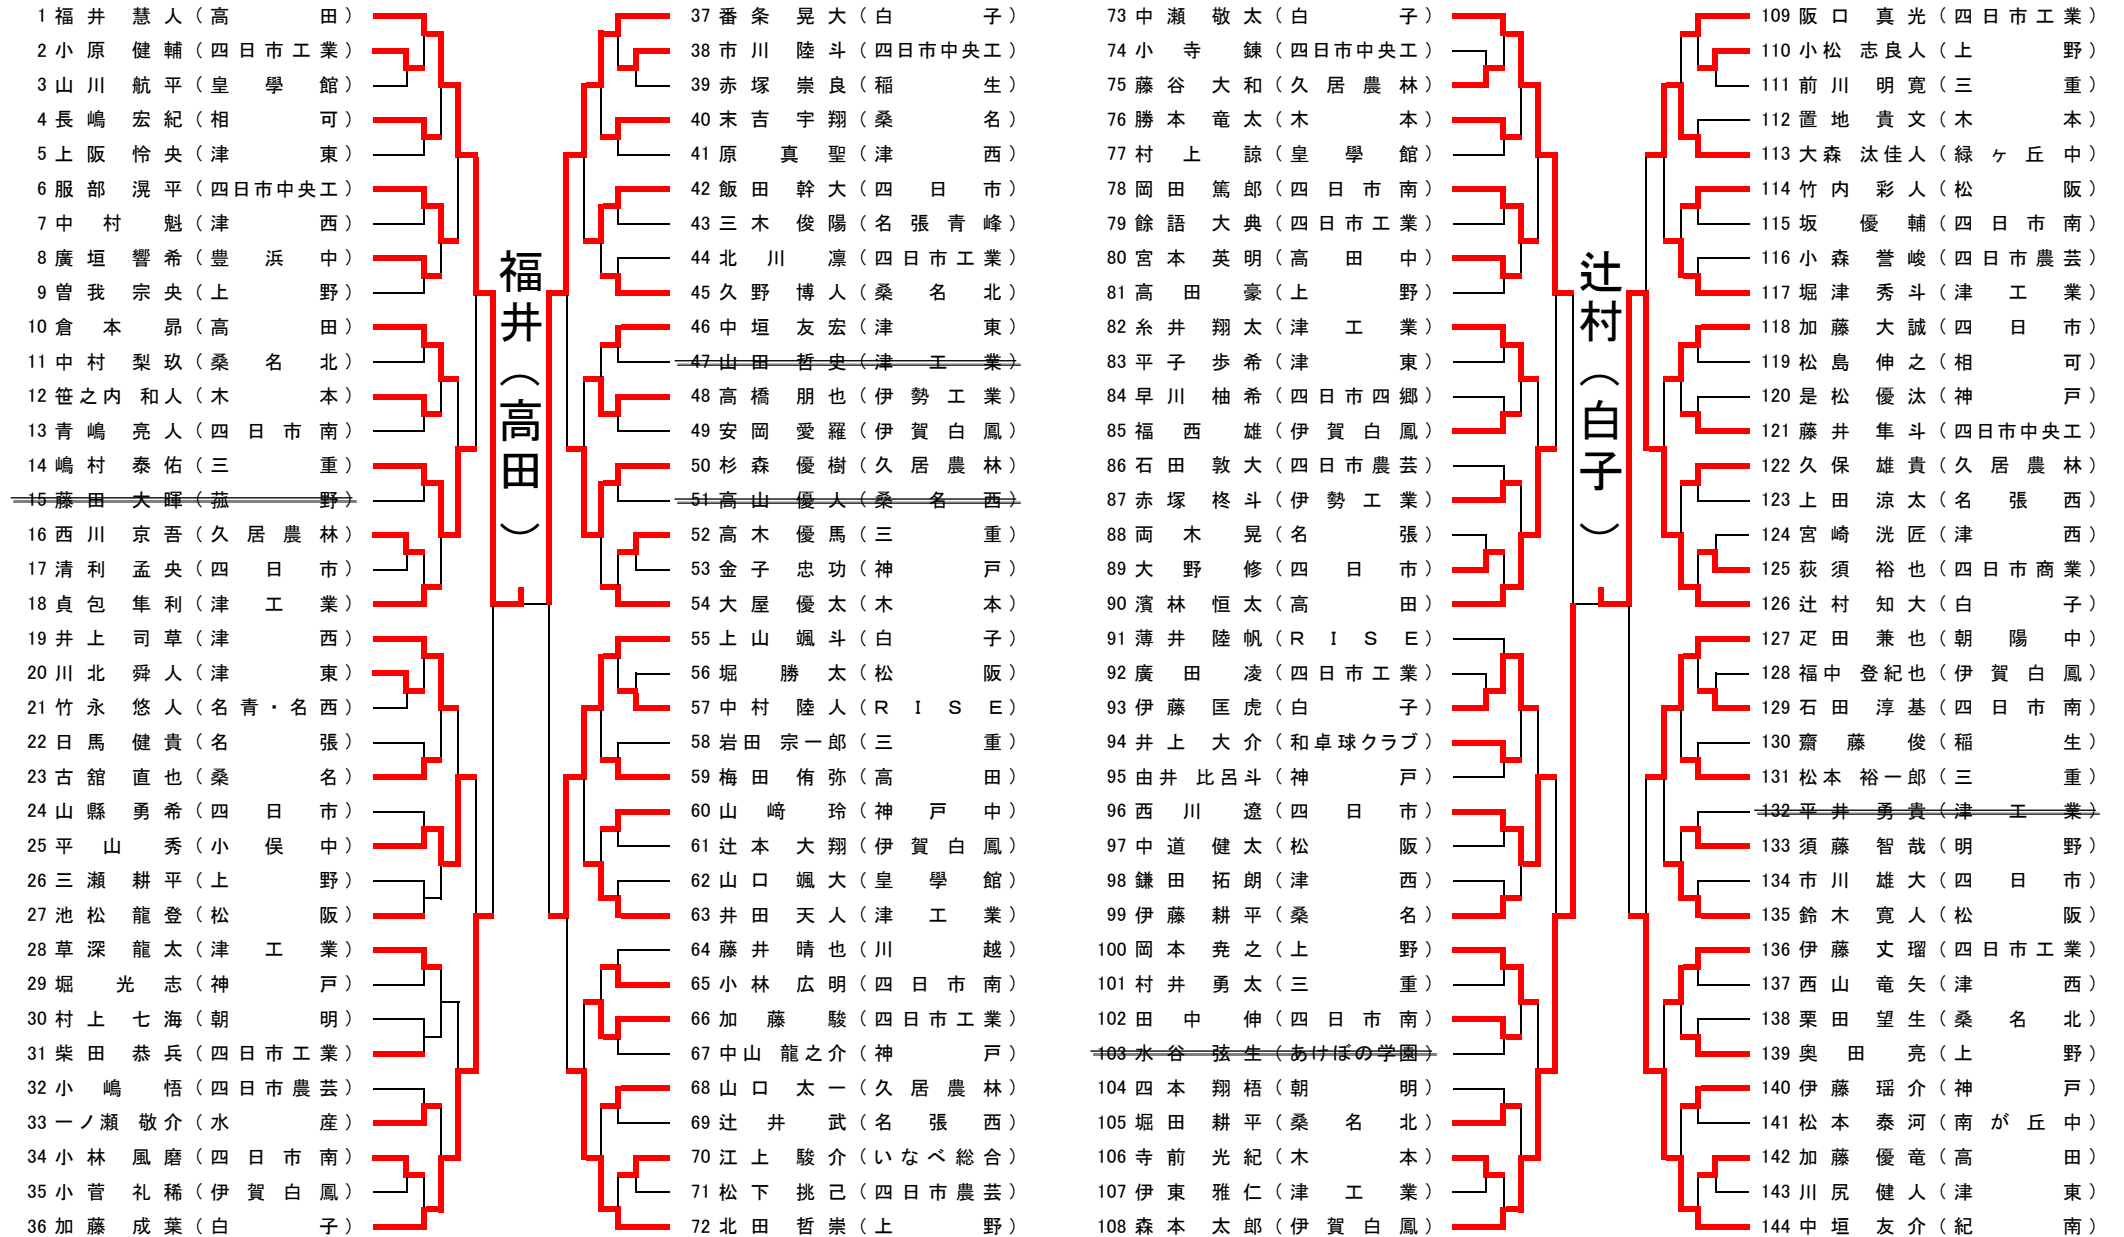 1 福井 慧人（高田）
2 小原 健輔（四日市工業）
3 山川 航平（皇學館）
4 長嶋 宏紀（相可）
5 上阪 怜央（津東）
6 服部 滉平（四日市中央工）
7 中村 魁（津西）
8 廣垣 響希（豊浜中）
9 曽我 宗央（上野）
10 倉本 昴（高田）
11 中村 梨玖（桑名北）
12 笹之内 和人（木本）
13 青嶋 亮人（四日市南）
14 嶋村 泰佑（三重）
15 藤田 大暉（菰野）
16 西川 京吾（久居農林）
17 清利 孟央（四日市）
18 貞包 隼利（津工業）
19 井上 司草（津西）
20 川北 舜人（津東）
21 竹永 悠人（名青・名西）
22 日馬 健貴（名張）
23 古舘 直也（桑名）
24 山縣 勇希（四日市）
25 平山 秀（小俣中）
26 三瀬 耕平（上野）
27 池松 龍登（松阪）
28 草深 龍太（津工業）
29 堀 光志（神戸）
30 村上 七海（朝明）
31 柴田 恭兵（四日市工業）
32 小嶋 悟（四日市農芸）
33 一ノ瀬 敬介（水産）
34 小林 風磨（四日市南）
35 小菅 礼稀（伊賀白鳳）
36 加藤 成葉（白子）
福井（高田）
37 番条 晃大（白子）
38 市川 陸斗（四日市中央工）
39 赤塚 崇良（稲生）
40 末吉 宇翔（桑名）
41 原 真聖（津西）
42 飯田 幹大（四日市）
43 三木 俊陽（名張青峰）
44 北川 凛（四日市工業）
45 久野 博人（桑名北）
46 中垣 友宏（津東）
47 山田 哲史（津工業）
48 高橋 朋也（伊勢工業）
49 安岡 愛羅（伊賀白鳳）
50 杉森 優樹（久居農林）
51 高山 優人（桑名西）
52 高木 優馬（三重）
53 金子 忠功（神戸）
54 大屋 優太（木本）
55 上山 颯斗（白子）
56 堀 勝太（松阪）
57 中村 陸人（ＲＩＳＥ）
58 岩田 宗一郎（三重）
59 梅田 侑弥（高田）
60 山﨑 玲（神戸中）
61 辻本 大翔（伊賀白鳳）
62 山口 颯大（皇學館）
63 井田 天人（津工業）
64 藤井 晴也（川越）
65 小林 広明（四日市南）
66 加藤 駿（四日市工業）
67 中山 龍之介（神戸）
68 山口 太一（久居農林）
69 辻井 武（名張西）
70 江上 駿介（いなべ総合）
71 松下 挑己（四日市農芸）
72 北田 哲崇（上野）
73 中瀬 敬太（白子）
74 小寺 錬（四日市中央工）
75 藤谷 大和（久居農林）
76 勝本 竜太（木本）
77 村上 諒（皇學館）
78 岡田 篤郎（四日市南）
79 餘語 大典（四日市工業）
80 宮本 英明（高田中）
81 高田 豪（上野）
82 糸井 翔太（津工業）
83 平子 歩希（津東）
84 早川 柚希（四日市四郷）
85 福西 雄（伊賀白鳳）
86 石田 敦大（四日市農芸）
87 赤塚 柊斗（伊勢工業）
88 両木 晃（名張）
89 大野 修（四日市）
90 濱林 恒太（高田）
91 薄井 陸帆（ＲＩＳＥ）
92 廣田 凌（四日市工業）
93 伊藤 匡虎（白子）
94 井上 大介（和卓球クラブ）
95 由井 比呂斗（神戸）
96 西川 遼（四日市）
97 中道 健太（松阪）
98 鎌田 拓朗（津西）
99 伊藤 耕平（桑名）
100 岡本 尭之（上野）
101 村井 勇太（三重）
102 田中 伸（四日市南）
103 水谷 弦生（あけぼの学園）
104 四本 翔梧（朝明）
105 堀田 耕平（桑名北）
106 寺前 光紀（木本）
107 伊東 雅仁（津工業）
108 森本 太郎（伊賀白鳳）
辻村（白子）
109 阪口 真光（四日市工業）
110 小松 志良人（上野）
111 前川 明寛（三重）
112 置地 貴文（木本）
113 大森 汰佳人（緑ヶ丘中）
114 竹内 彩人（松阪）
115 坂 優輔（四日市南）
116 小森 誉峻（四日市農芸）
117 堀津 秀斗（津工業）
118 加藤 大誠（四日市）
119 松島 伸之（相可）
120 是松 優汰（神戸）
121 藤井 隼斗（四日市中央工）
122 久保 雄貴（久居農林）
123 上田 涼太（名張西）
124 宮崎 洸匠（津西）
125 荻須 裕也（四日市商業）
126 辻村 知大（白子）
127 疋田 兼也（朝陽中）
128 福中 登紀也（伊賀白鳳）
129 石田 淳基（四日市南）
130 齋藤 俊（稲生）
131 松本 裕一郎（三重）
132 平井 勇貴（津工業）
133 須藤 智哉（明野）
134 市川 雄大（四日市）
135 鈴木 寛人（松阪）
136 伊藤 丈瑠（四日市工業）
137 西山 竜矢（津西）
138 栗田 望生（桑名北）
139 奥田 亮（上野）
140 伊藤 瑶介（神戸）
141 松本 泰河（南が丘中）
142 加藤 優竜（高田）
143 川尻 健人（津東）
144 中垣 友介（紀南）